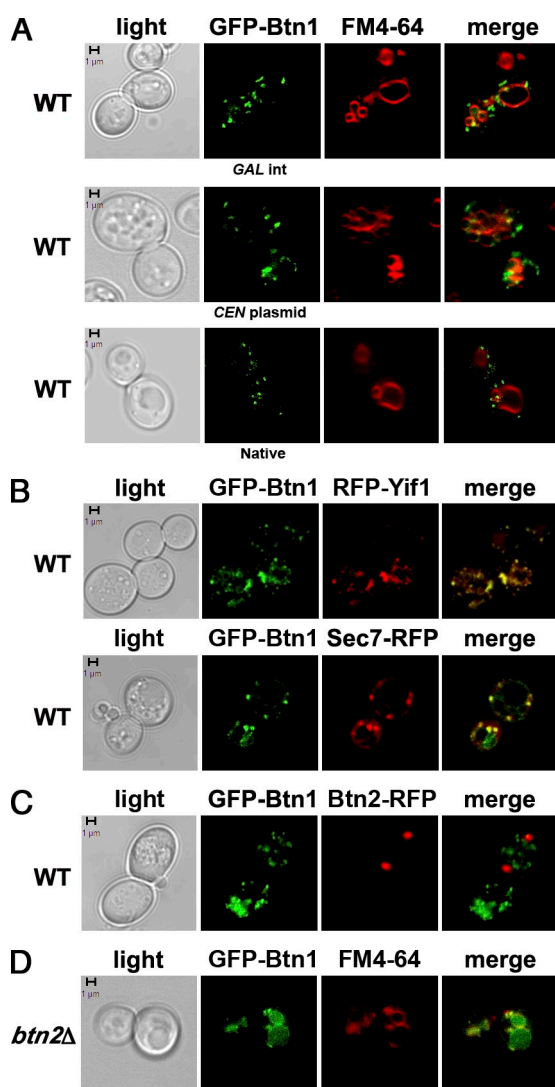 A
light GFP-Btn1 FM4-64 merge
1 µm
WT
GAL int
1 µm
WT
CEN plasmid
1 µm
WT
Native
B
light GFP-Btn1 RFP-Yif1 merge
1 µm
WT
light GFP-Btn1 Sec7-RFP merge
1 µm
WT
C
light GFP-Btn1 Btn2-RFP merge
1 µm
WT
D
light GFP-Btn1 FM4-64 merge
1 µm
btn2Δ